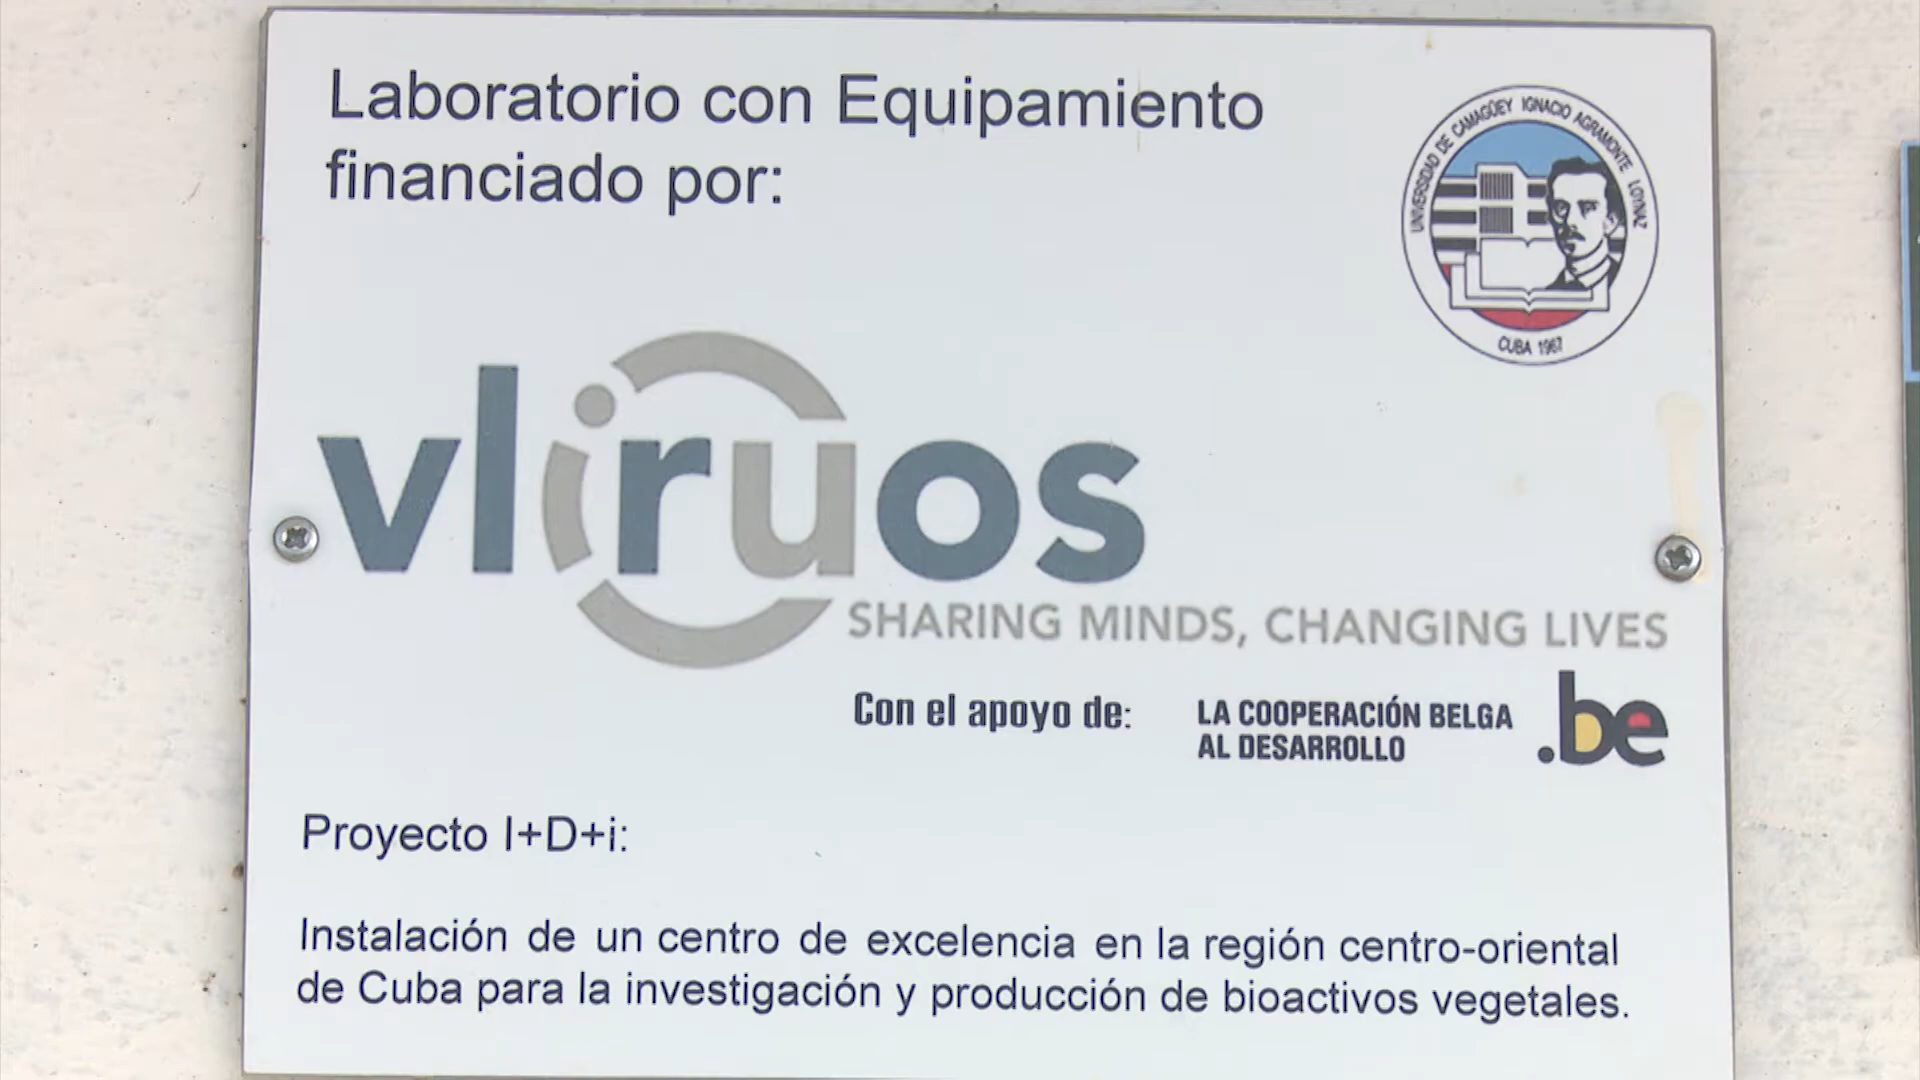 Laboratorio con Equipamiento
financiado por:
UNIVERSIDAD DE CAMAGÜEY IGNACIO AGRAMONTE LOYNAZ
CUBA 1967
vliruos
SHARING MINDS, CHANGING LIVES
Con el apoyo de:
LA COOPERACIÓN BELGA
AL DESARROLLO
.be
Proyecto I+D+i:
Instalación de un centro de excelencia en la región centro-oriental
de Cuba para la investigación y producción de bioactivos vegetales.